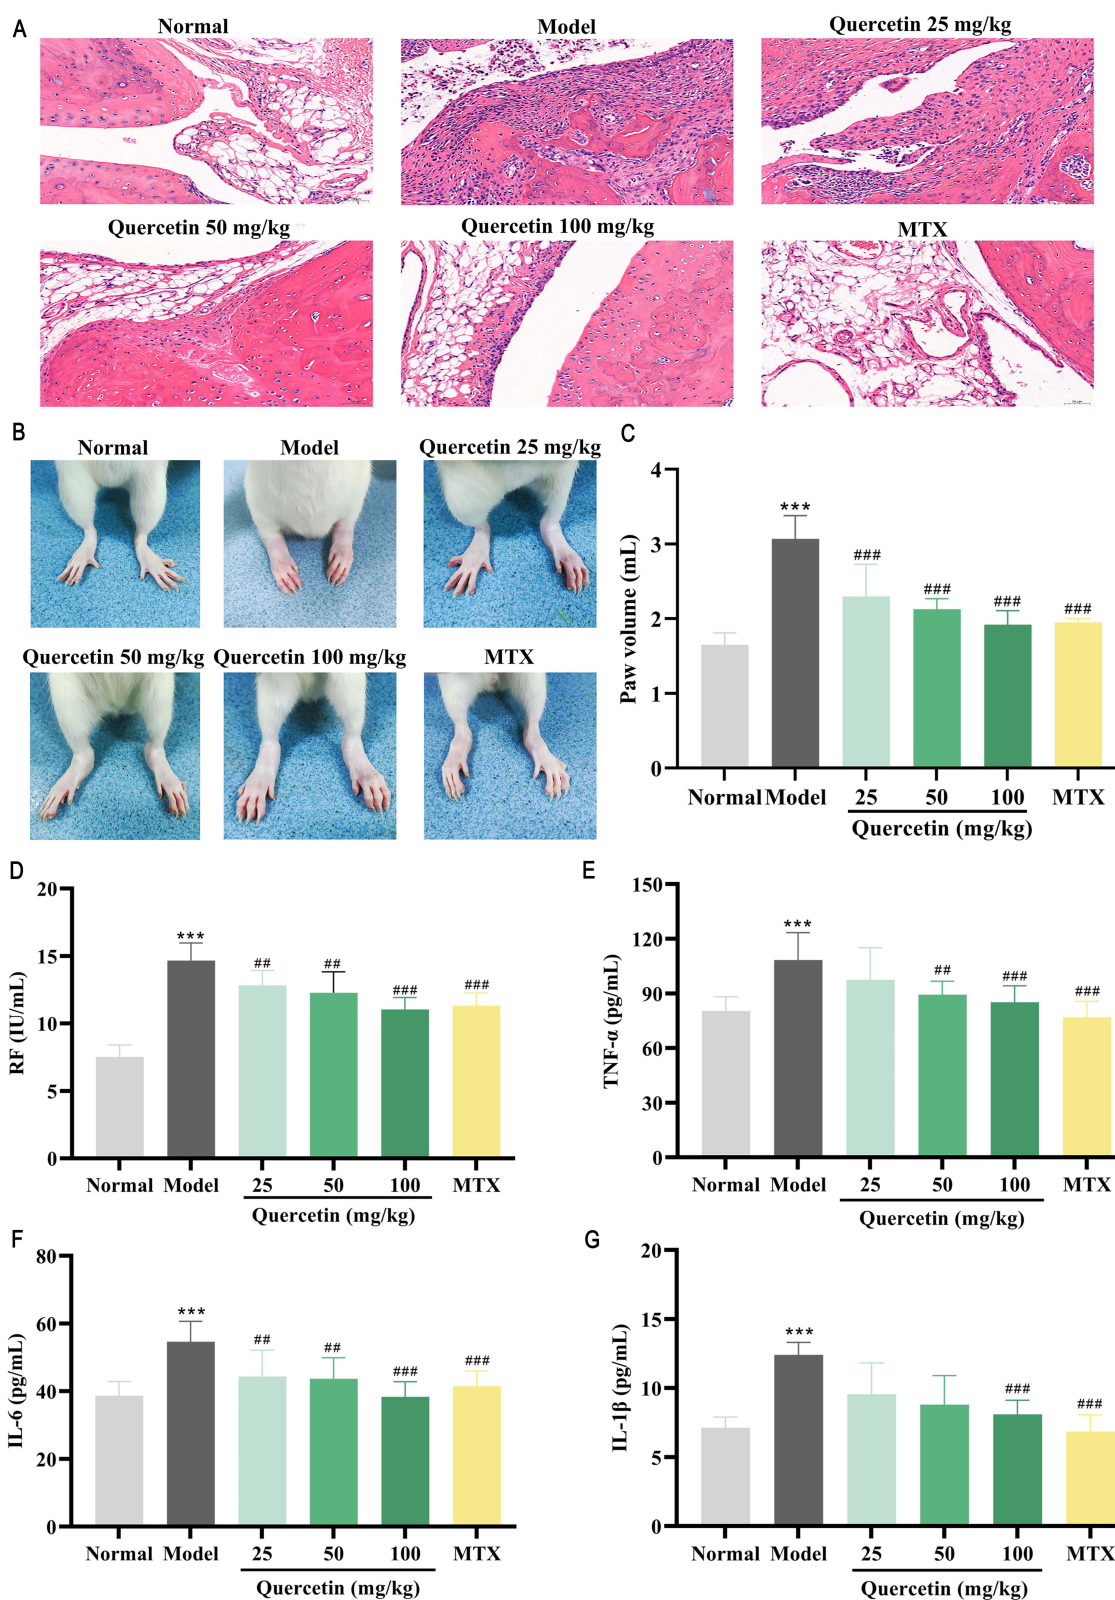 A
Normal
Model
Quercetin 25 mg/kg
Quercetin 50 mg/kg
Quercetin 100 mg/kg
MTX
B
Normal
Model
Quercetin 25 mg/kg
Quercetin 50 mg/kg
Quercetin 100 mg/kg
MTX
C
Paw volume (mL)
4
3
2
1
0
***
###
###
###
###
Normal Model 25 50 100 MTX
Quercetin (mg/kg)
D
RF (IU/mL)
20
15
10
5
0
***
##
##
###
###
Normal Model 25 50 100 MTX
Quercetin (mg/kg)
E
TNF-α (pg/mL)
150
120
90
60
30
0
***
##
###
###
Normal Model 25 50 100 MTX
Quercetin (mg/kg)
F
IL-6 (pg/mL)
80
60
40
20
0
***
##
##
###
###
Normal Model 25 50 100 MTX
Quercetin (mg/kg)
G
IL-1β (pg/mL)
20
15
10
5
0
***
###
###
Normal Model 25 50 100 MTX
Quercetin (mg/kg)